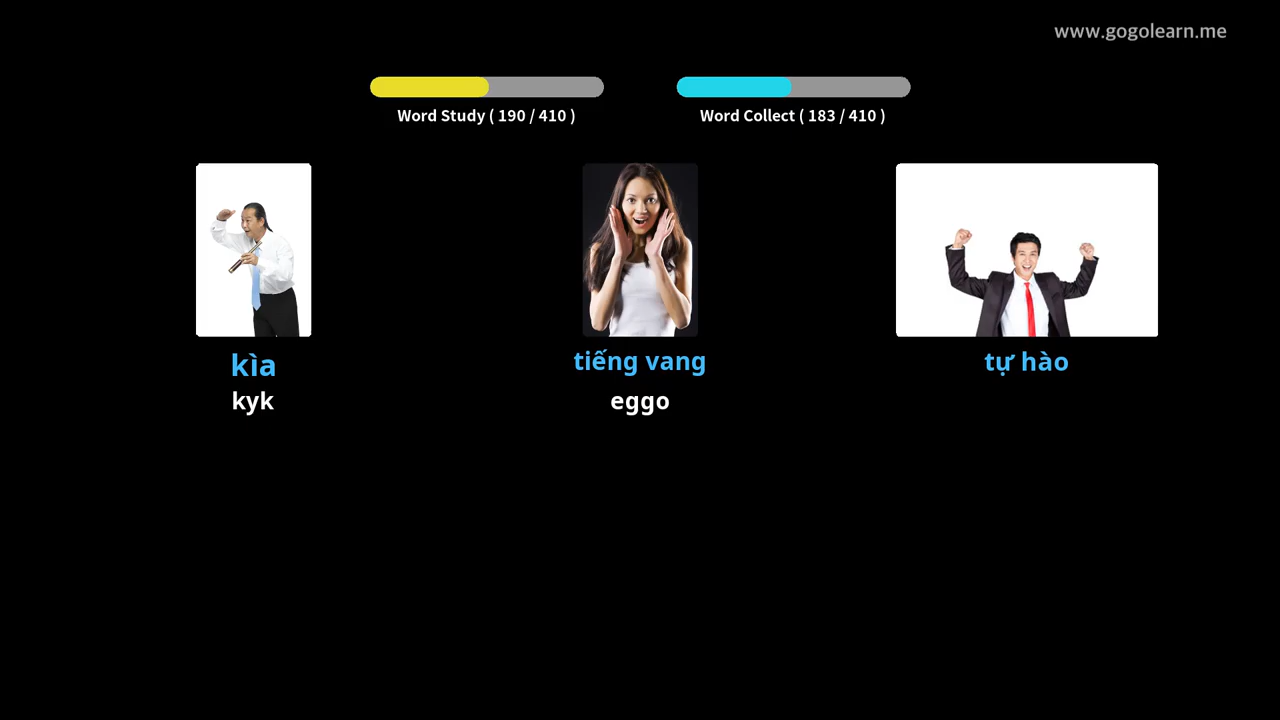 www.gogolearn.me
Word Study ( 190 / 410 )
Word Collect ( 183 / 410 )
kìa
kyk
tiếng vang
eggo
tự hào